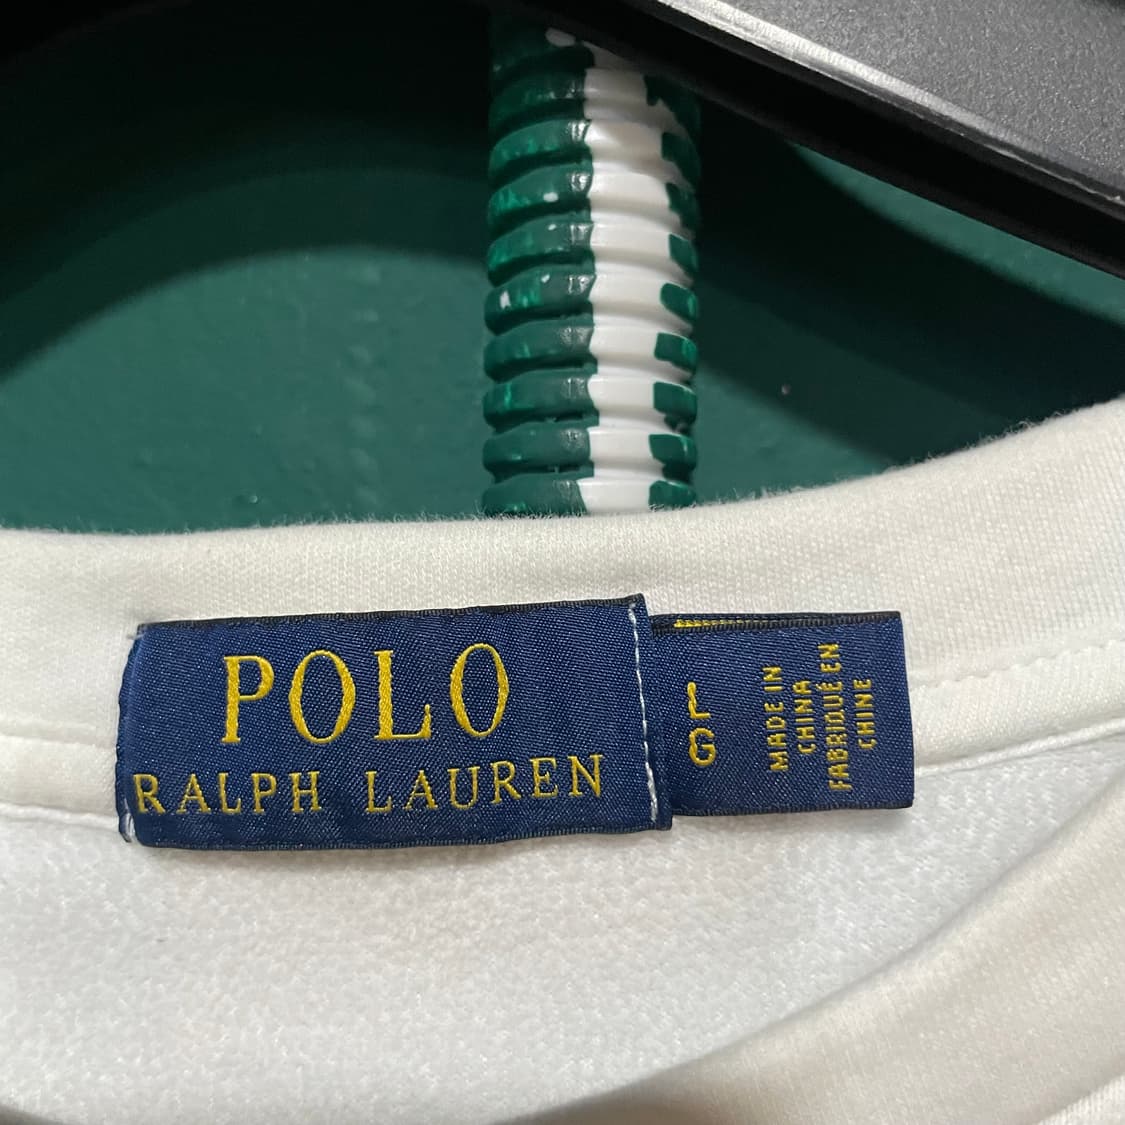 POLO
RALPH LAUREN
L
G
MADE IN
CHINA
FABRIQUÉ EN
CHINE